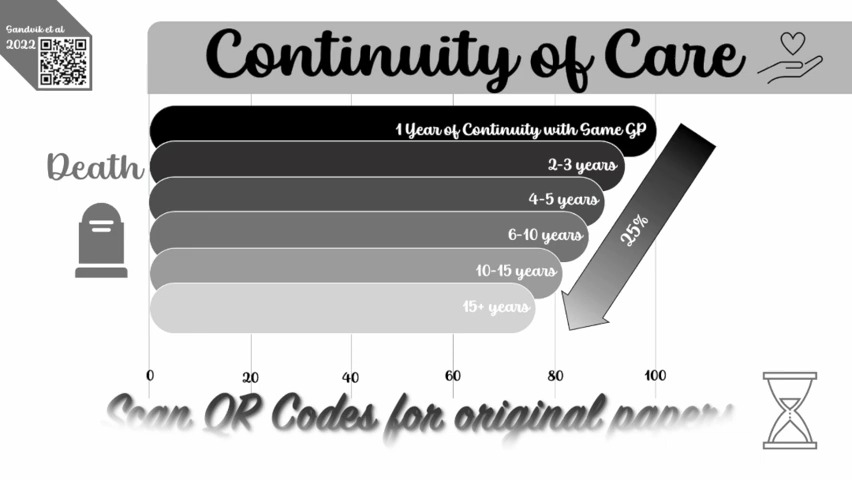 Sandvik et al
2022
Continuity of Care
1 Year of Continuity with Same GP
Death
2-3 years
4-5 years
6-10 years
25%
10-15 years
15+ years
0 20 40 60 80 100
Scan QR Codes for original papers